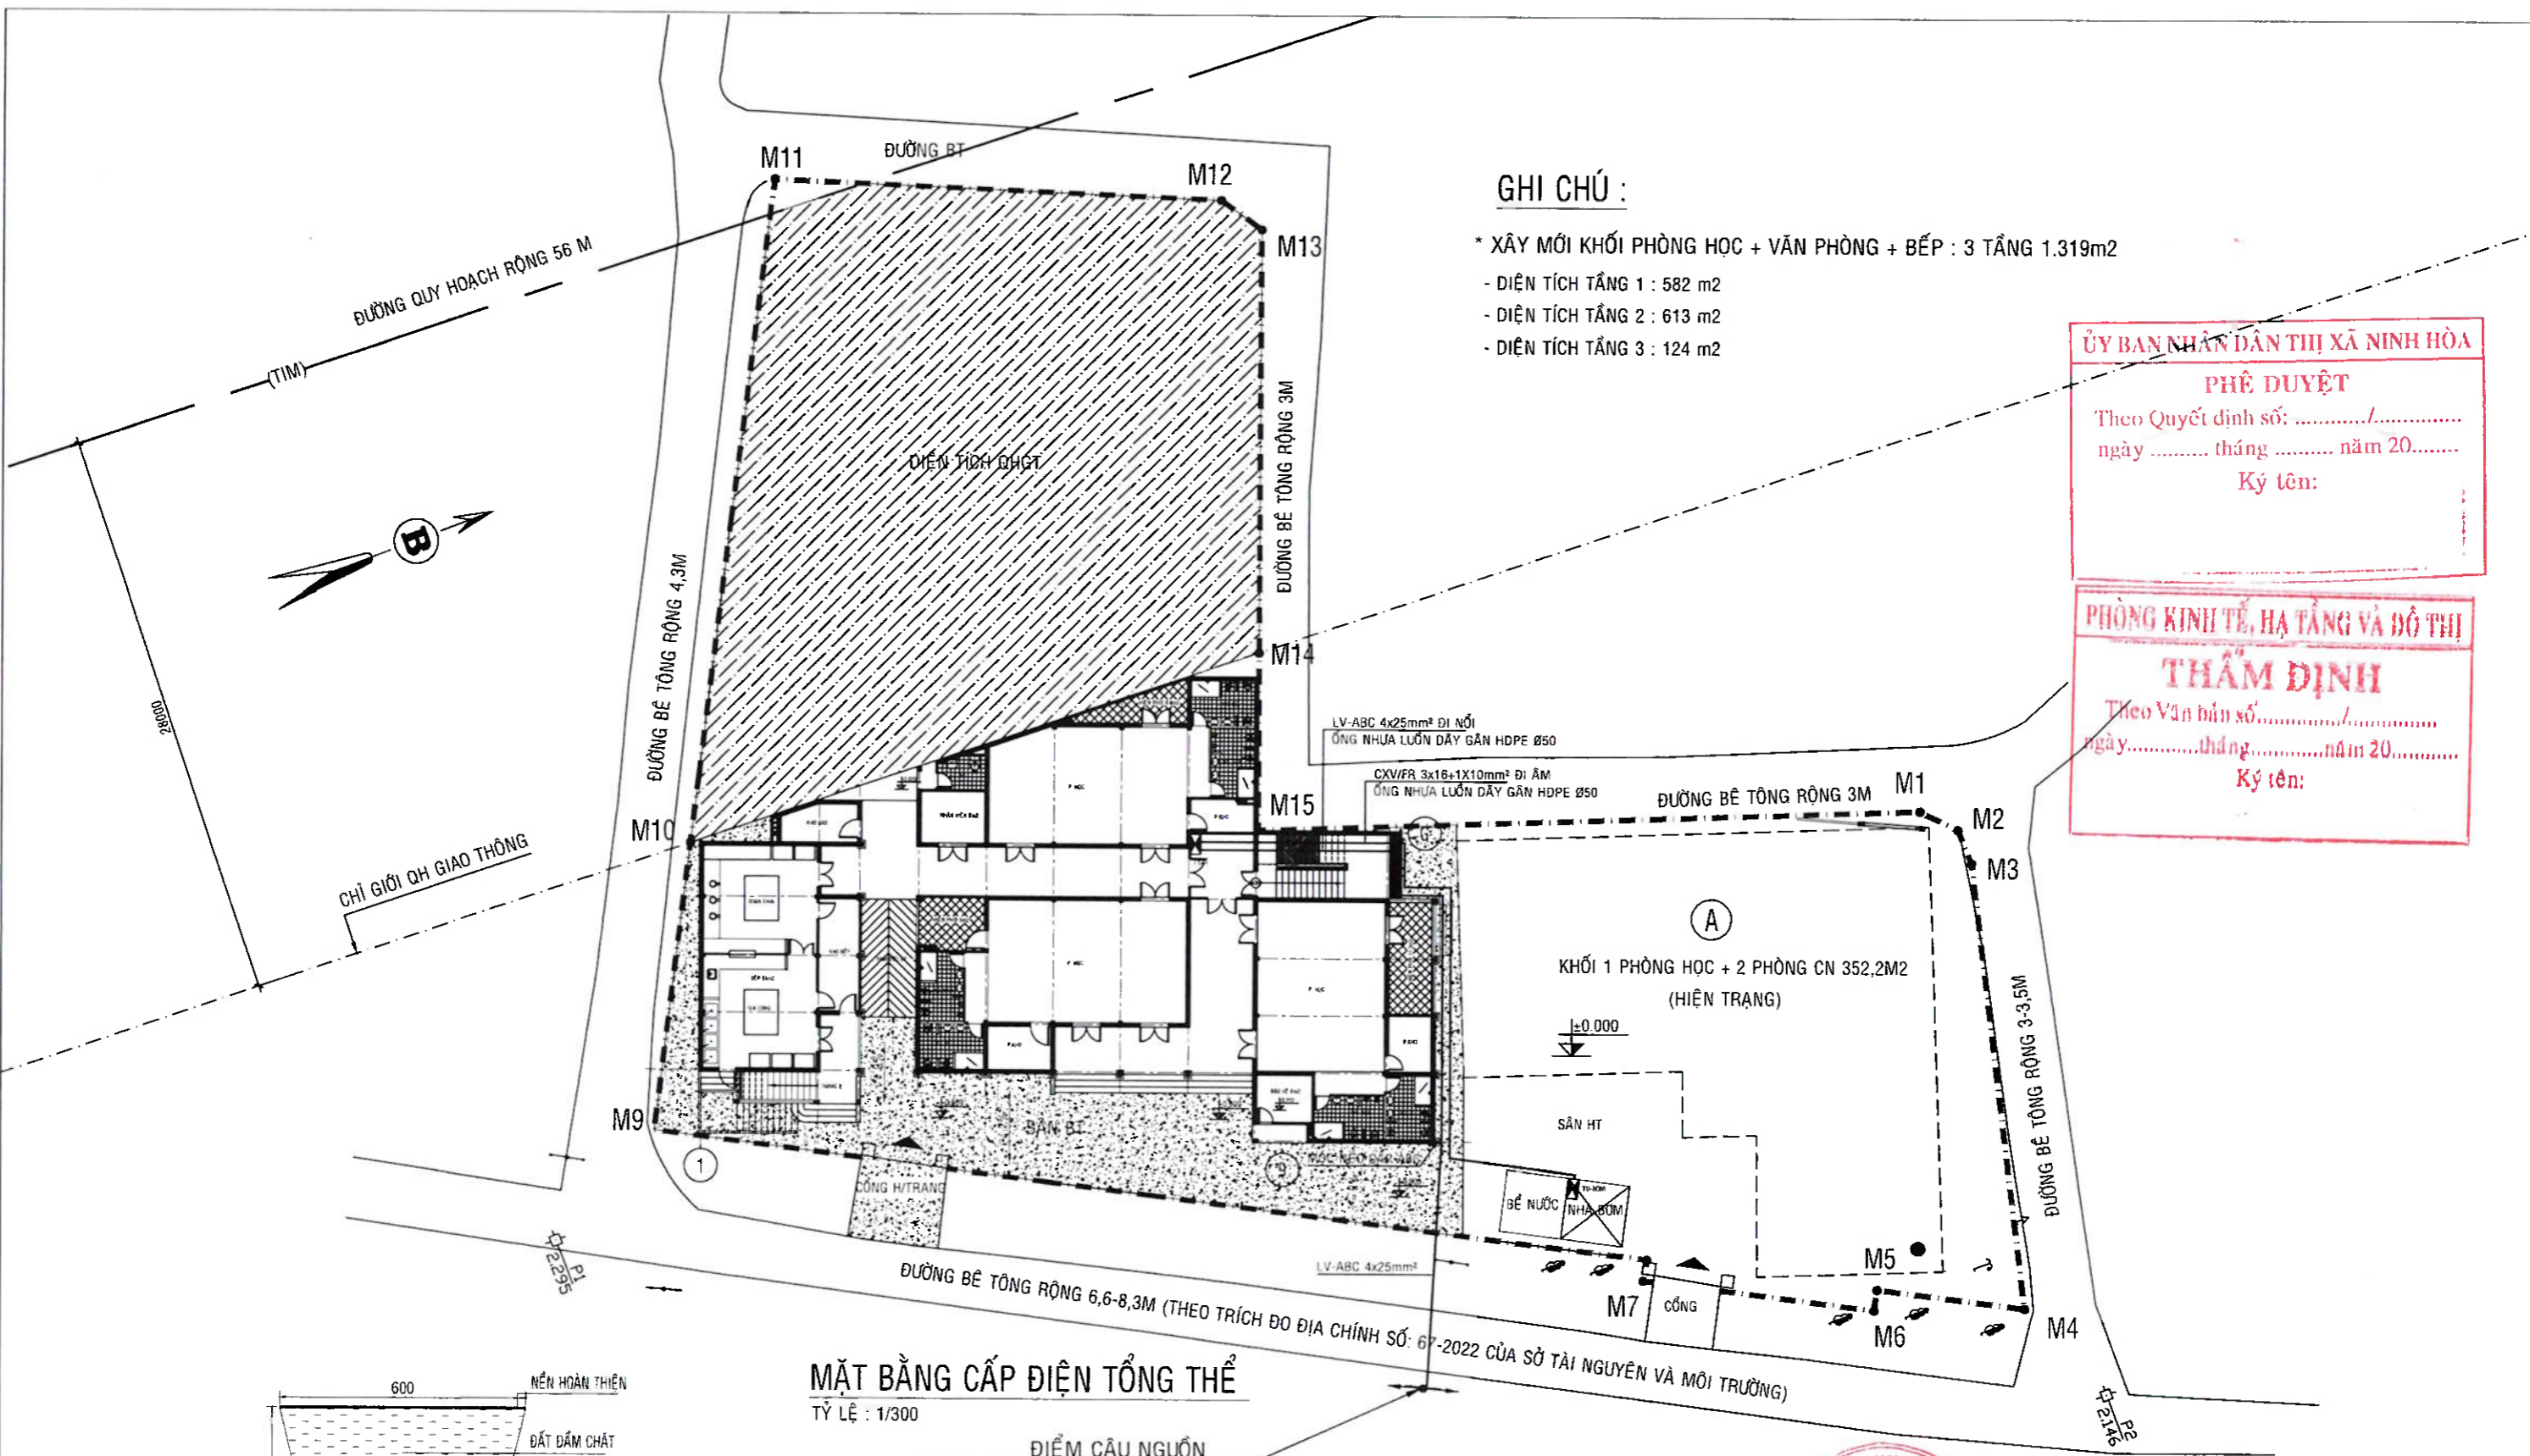 ĐƯỜNG BT
M11
M12
M13
GHI CHÚ :
* XÂY MỚI KHỐI PHÒNG HỌC + VĂN PHÒNG + BẾP : 3 TẦNG 1.319m2
- DIỆN TÍCH TẦNG 1 : 582 m2
- DIỆN TÍCH TẦNG 2 : 613 m2
- DIỆN TÍCH TẦNG 3 : 124 m2
ĐƯỜNG QUY HOẠCH RỘNG 56 M
(TIM)
ỦY BAN NHÂN DÂN THỊ XÃ NINH HÒA
PHÊ DUYỆT
Theo Quyết định số: ............/...............
ngày .......... tháng .......... năm 20........
Ký tên:
PHÒNG KINH TẾ, HẠ TẦNG VÀ ĐÔ THỊ
THẨM ĐỊNH
Theo Văn bản số.............../...............
ngày............tháng............năm 20............
Ký tên:
DIỆN TÍCH QHGT
ĐƯỜNG BÊ TÔNG RỘNG 3M
B
28000
ĐƯỜNG BÊ TÔNG RỘNG 4,3M
M14
LV-ABC 4x25mm² ĐI NỔI
ỐNG NHỰA LUỒN DÂY GÂN HDPE Ø50
CXV/FR 3x16+1X10mm² ĐI ÂM
ỐNG NHỰA LUỒN DÂY GÂN HDPE Ø50
ĐƯỜNG BÊ TÔNG RỘNG 3M
M1
M2
M3
M15
M10
CHỈ GIỚI QH GIAO THÔNG
P.HỌC
P.HỌC
P.HỌC
P.KHO
P.KHO
P.KHO
A
KHỐI 1 PHÒNG HỌC + 2 PHÒNG CN 352,2M2
(HIỆN TRẠNG)
±0.000
ĐƯỜNG BÊ TÔNG RỘNG 3-3,5M
SÂN HT
M9
SÂN BT
1
9
CỔNG H/TRANG
BỂ NƯỚC
NHÀ BƠM
LV-ABC 4x25mm²
M5
M7
CỔNG
M6
M4
P1
2.295
P2
2.146
ĐƯỜNG BÊ TÔNG RỘNG 6,6-8,3M (THEO TRÍCH ĐO ĐỊA CHÍNH SỐ: 67-2022 CỦA SỞ TÀI NGUYÊN VÀ MÔI TRƯỜNG)
MẶT BẰNG CẤP ĐIỆN TỔNG THỂ
TỶ LỆ : 1/300
600
NỀN HOÀN THIỆN
ĐẤT ĐẦM CHẶT
ĐIỂM CÂU NGUỒN